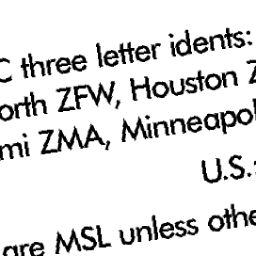 C three letter idents:
orth ZFW, Houston Z
mi ZMA, Minneapol
U.S.:
are MSL unless othe